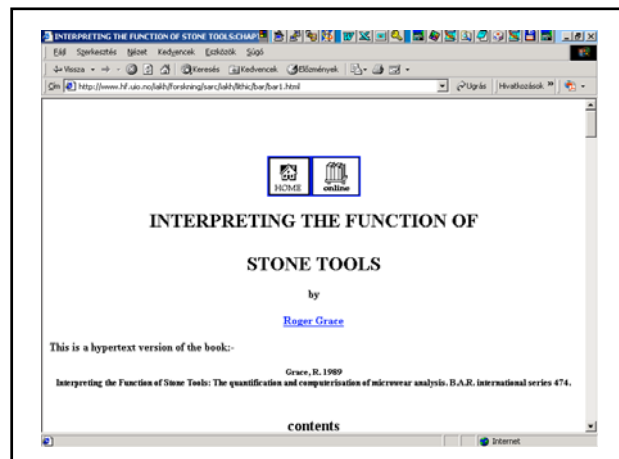 INTERPRETING THE FUNCTION OF STONE TOOLS:CHAP
Fájl Szerkesztés Nézet Kedvencek Eszközök Súgó
Vissza Keresés Kedvencek Előzmények
Cím http://www.hf.uio.no/iakh/forskning/sarc/iakh/lithic/bar/bar1.html Ugrás Hivatkozások »
HOME online
INTERPRETING THE FUNCTION OF
STONE TOOLS
by
Roger Grace
This is a hypertext version of the book:-
Grace, R. 1989
Interpreting the Function of Stone Tools: The quantification and computerisation of microwear analysis. B.A.R. international series 474.
contents
Internet